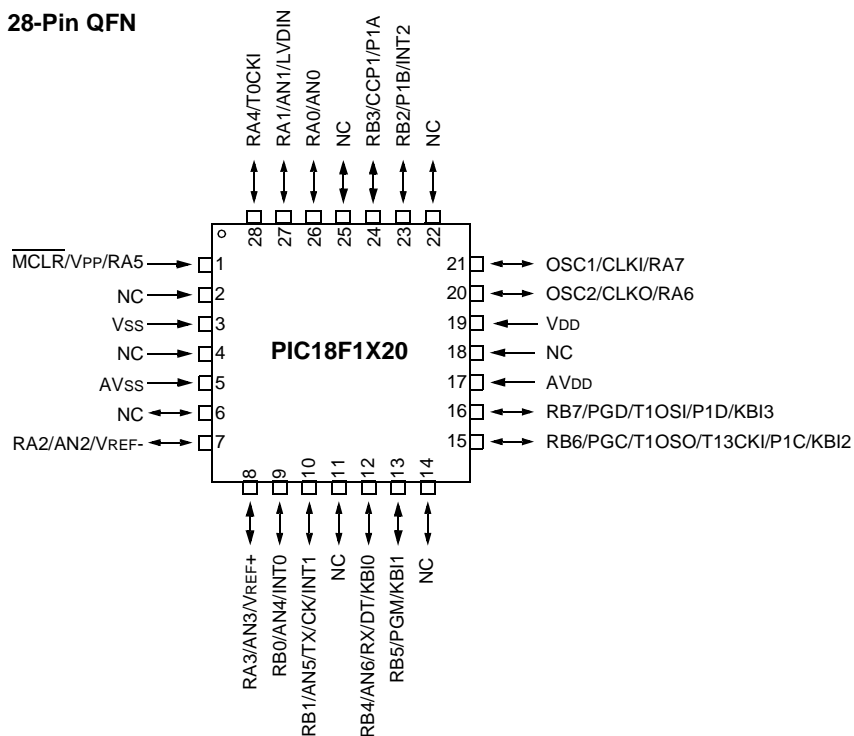 28-Pin QFN
RA4/T0CKI
RA1/AN1/LVDIN
RA0/AN0
NC
RB3/CCP1/P1A
RB2/P1B/INT2
NC
28
27
26
25
24
23
22
MCLR/VPP/RA5
1
NC
2
VSS
3
NC
4
AVSS
5
NC
6
RA2/AN2/VREF-
7
PIC18F1X20
21
OSC1/CLKI/RA7
20
OSC2/CLKO/RA6
19
VDD
18
NC
17
AVDD
16
RB7/PGD/T1OSI/P1D/KBI3
15
RB6/PGC/T1OSO/T13CKI/P1C/KBI2
8
9
10
11
12
13
14
RA3/AN3/VREF+
RB0/AN4/INT0
RB1/AN5/TX/CK/INT1
NC
RB4/AN6/RX/DT/KBI0
RB5/PGM/KBI1
NC